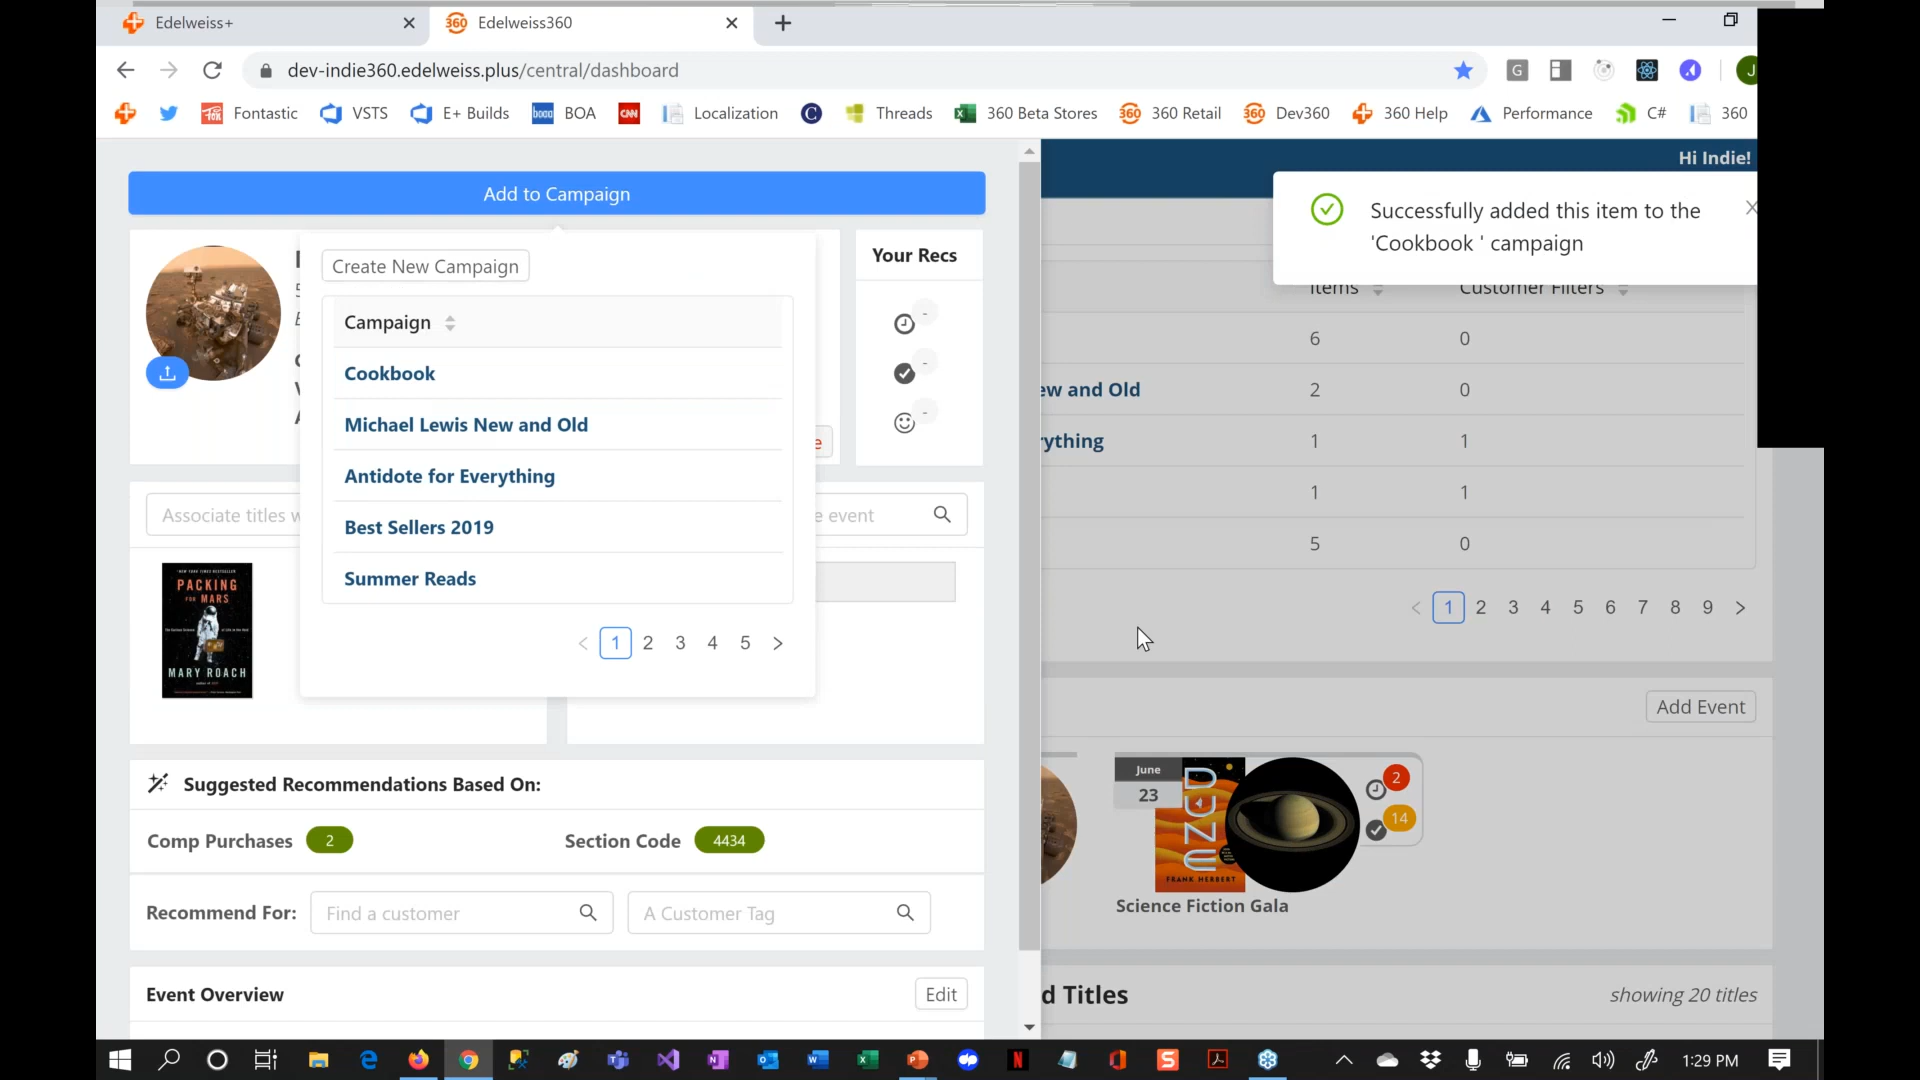 Edelweiss+
Edelweiss360
dev-indie360.edelweiss.plus/central/dashboard
Fontastic
VSTS
E+ Builds
BOA
Localization
Threads
360 Beta Stores
360 Retail
Dev360
360 Help
Performance
C#
360
Hi Indie!
Add to Campaign
Successfully added this item to the
'Cookbook ' campaign
Create New Campaign
Campaign
Cookbook
Michael Lewis New and Old
Antidote for Everything
Best Sellers 2019
Summer Reads
1 2 3 4 5
Your Recs
-
-
-
Items
Customer Filters
6 0
ew and Old 2 0
rything 1 1
1 1
5 0
1 2 3 4 5 6 7 8 9
Associate titles w
e event
PACKING
FOR MARS
MARY ROACH
Add Event
June
23
DUNE
FRANK HERBERT
2
14
Science Fiction Gala
Suggested Recommendations Based On:
Comp Purchases 2
Section Code 4434
Recommend For:
Find a customer
A Customer Tag
Event Overview
Edit
d Titles
showing 20 titles
1:29 PM